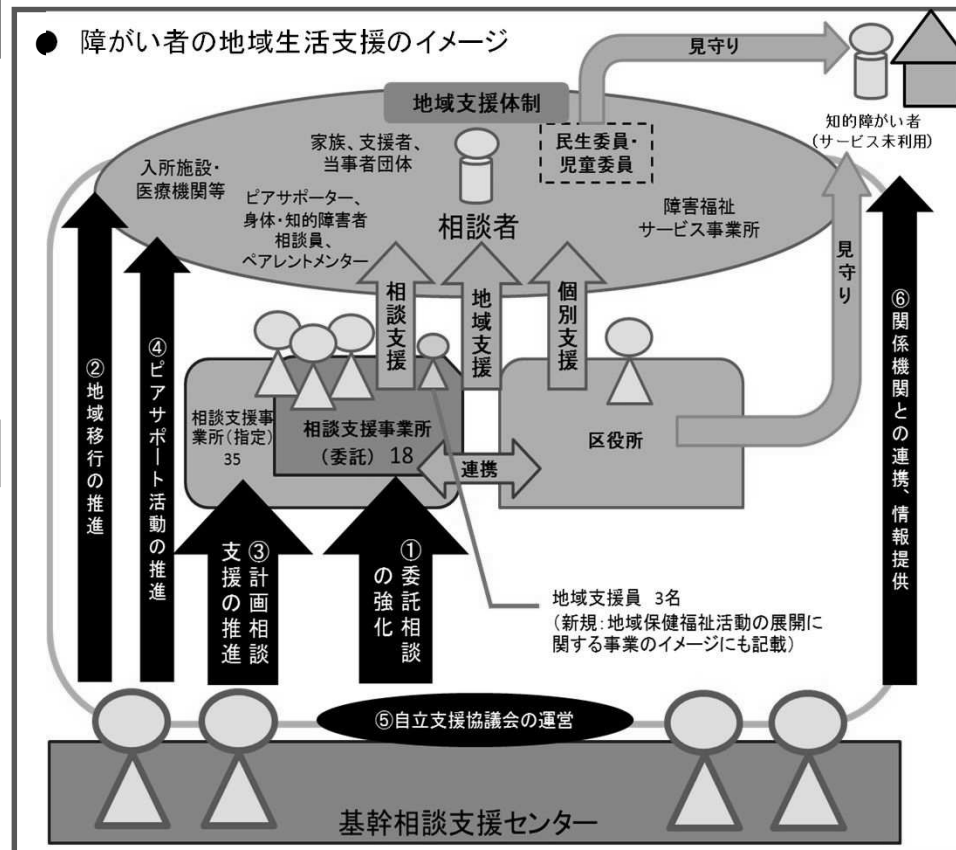 ● 障がい者の地域生活支援のイメージ
見守り
地域支援体制
知的障がい者
(サービス未利用)
家族、支援者、
当事者団体
民生委員・
児童委員
入所施設・
医療機関等
ピアサポーター、
身体・知的障害者
相談員、
ペアレントメンター
相談者
障害福祉
サービス事業所
見守り
相談支援
地域支援
個別支援
②地域移行の推進
④ピアサポート活動の推進
⑥関係機関との連携、情報提供
相談支援事
業所(指定)
35
相談支援事業所
(委託) 18
連携
区役所
③計画相談
支援の推進
①委託相談
の強化
地域支援員 3名
(新規:地域保健福祉活動の展開に
関する事業のイメージにも記載)
⑤自立支援協議会の運営
基幹相談支援センター